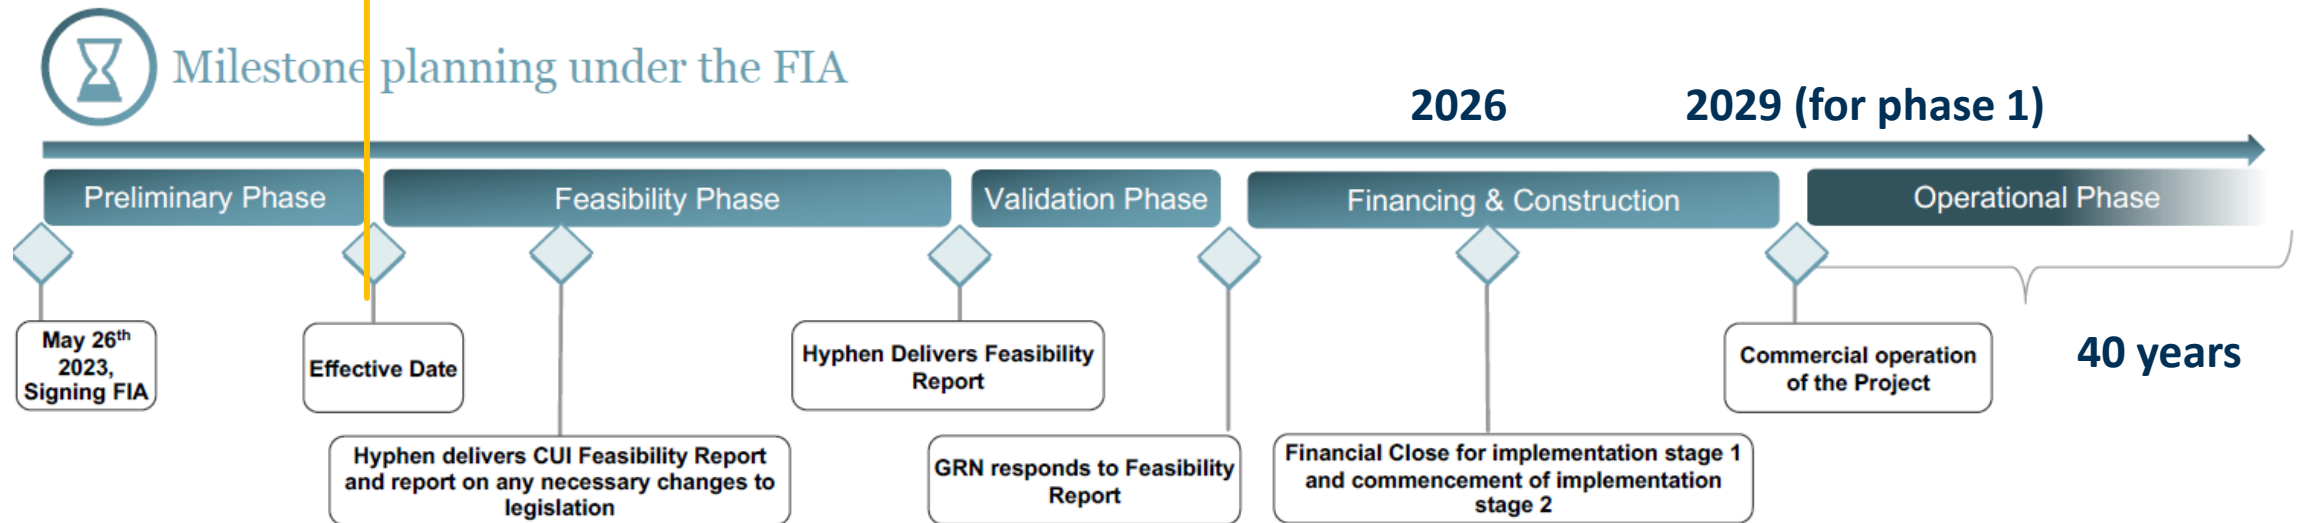 Milestone planning under the FIA
2026
2029 (for phase 1)
Preliminary Phase
Feasibility Phase
Validation Phase
Financing & Construction
Operational Phase
May 26th
2023,
Signing FIA
Effective Date
Hyphen delivers CUI Feasibility Report
and report on any necessary changes to
legislation
Hyphen Delivers Feasibility
Report
GRN responds to Feasibility
Report
Financial Close for implementation stage 1
and commencement of implementation
stage 2
Commercial operation
of the Project
40 years